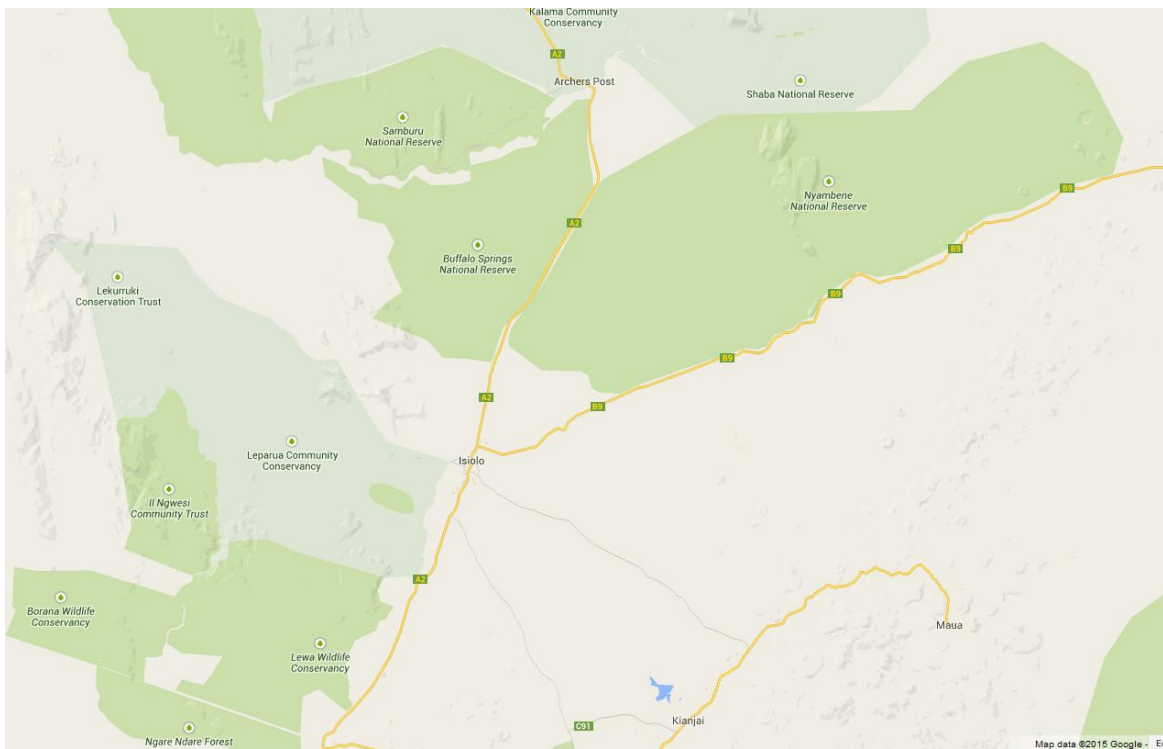 Kalama Community
Conservancy
A2
Archers Post
Shaba National Reserve
Samburu
National Reserve
B9
Nyambene
National Reserve
A2
Buffalo Springs
National Reserve
B9
Lekurruki
Conservation Trust
B9
B9
A2
B9
Leparua Community
Conservancy
Isiolo
Il Ngwesi
Community Trust
A2
Borana Wildlife
Conservancy
Maua
Lewa Wildlife
Conservancy
Kianjai
C91
Ngare Ndare Forest
Map data ©2015 Google -